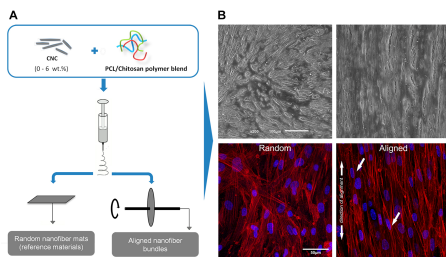 A
CNC
(0 - 6 wt.%)
+
PCL/Chitosan polymer blend
Random nanofiber mats
(reference materials)
Aligned nanofiber
bundles
B
Random
Aligned
direction of alignment
50µm